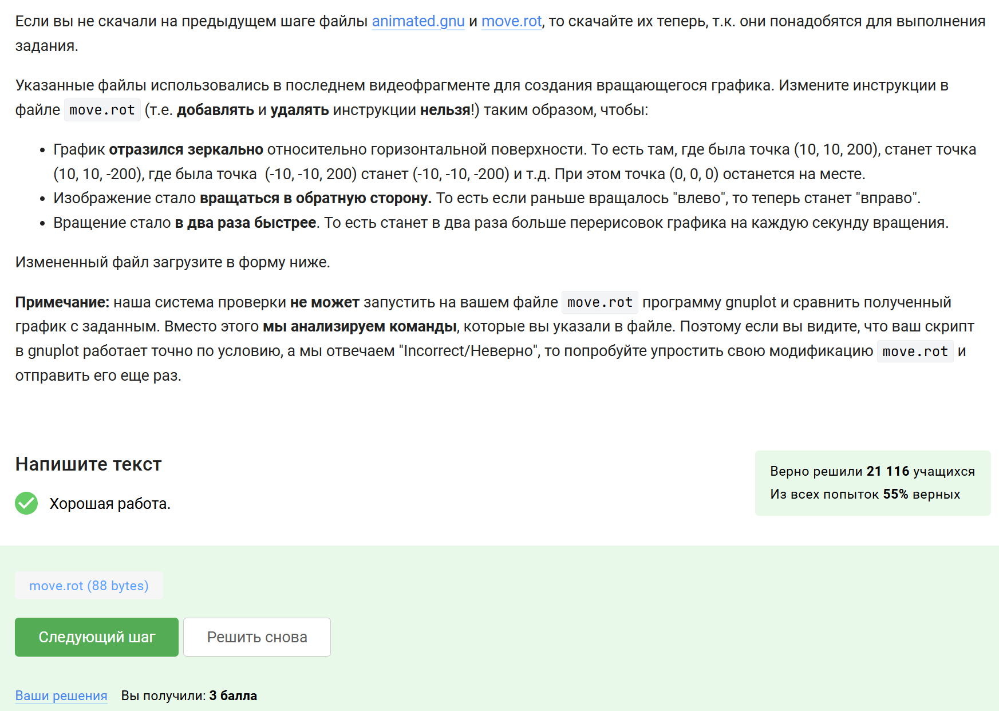 Если вы не скачали на предыдущем шаге файлы animated.gnu и move.rot, то скачайте их теперь, т.к. они понадобятся для выполнения
задания.
Указанные файлы использовались в последнем видеофрагменте для создания вращающегося графика. Измените инструкции в
файле move.rot (т.е. добавлять и удалять инструкции нельзя!) таким образом, чтобы:
• График отразился зеркально относительно горизонтальной поверхности. То есть там, где была точка (10, 10, 200), станет точка
(10, 10, -200), где была точка (-10, -10, 200) станет (-10, -10, -200) и т.д. При этом точка (0, 0, 0) останется на месте.
• Изображение стало вращаться в обратную сторону. То есть если раньше вращалось "влево", то теперь станет "вправо".
• Вращение стало в два раза быстрее. То есть станет в два раза больше перерисовок графика на каждую секунду вращения.
Измененный файл загрузите в форму ниже.
Примечание: наша система проверки не может запустить на вашем файле move.rot программу gnuplot и сравнить полученный
график с заданным. Вместо этого мы анализируем команды, которые вы указали в файле. Поэтому если вы видите, что ваш скрипт
в gnuplot работает точно по условию, а мы отвечаем "Incorrect/Неверно", то попробуйте упростить свою модификацию move.rot и
отправить его еще раз.
Напишите текст
Верно решили 21 116 учащихся
Из всех попыток 55% верных
Хорошая работа.
move.rot (88 bytes)
Следующий шаг
Решить снова
Ваши решения Вы получили: 3 балла